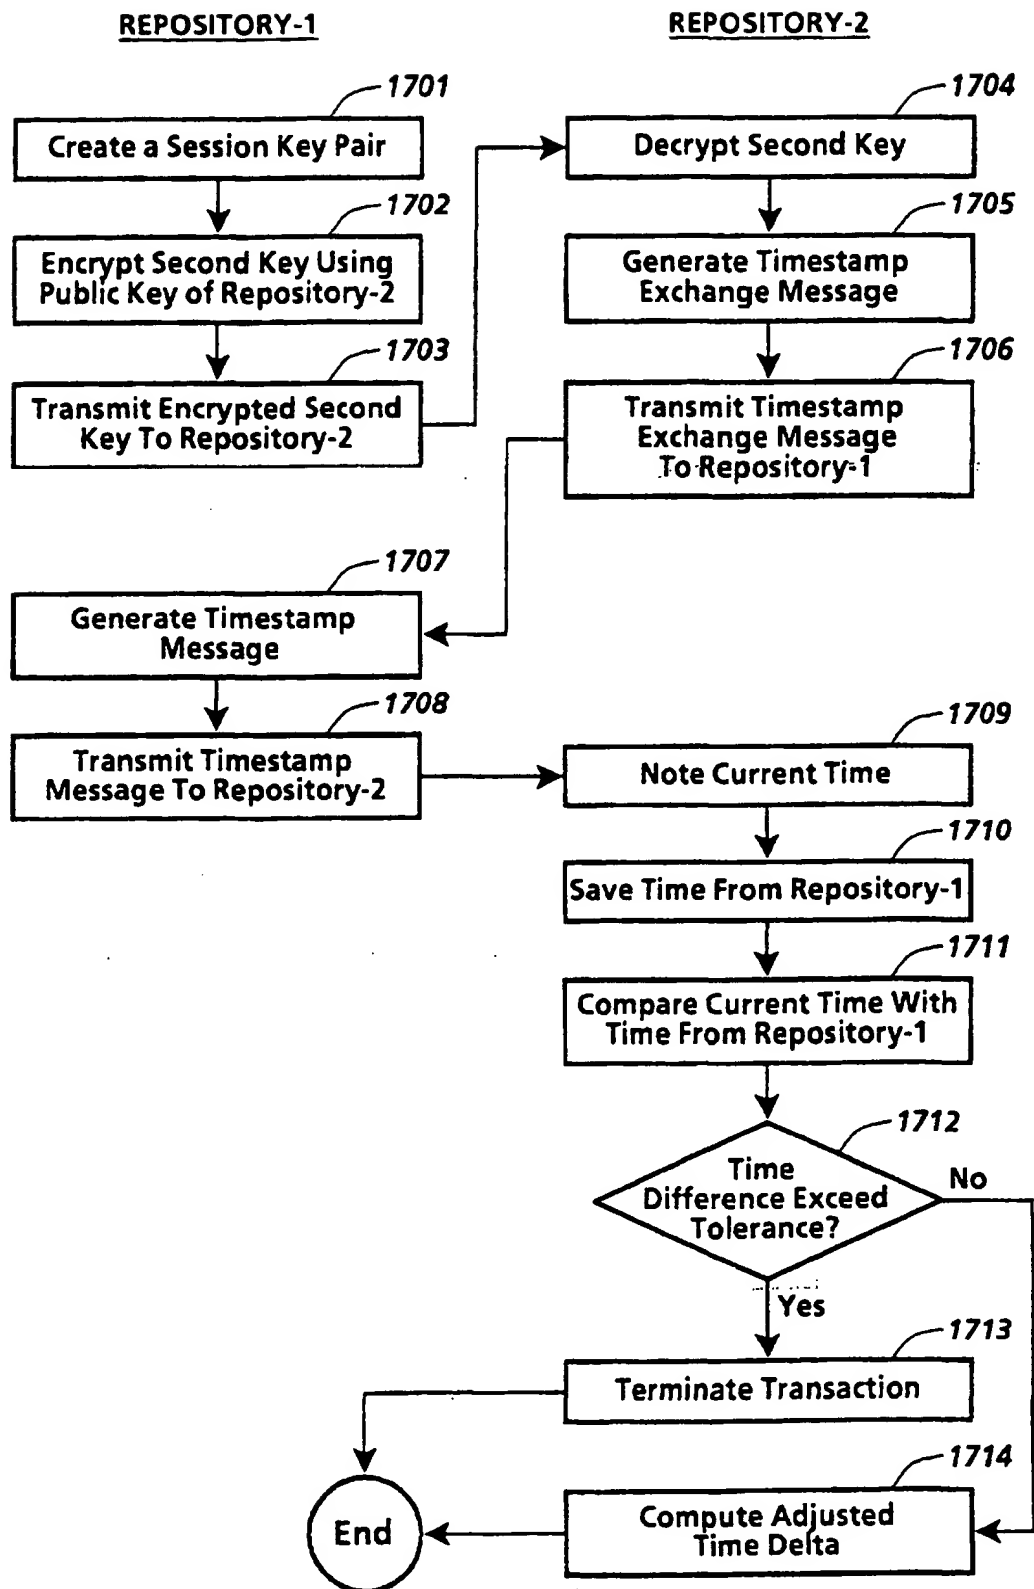 REPOSITORY-1
REPOSITORY-2
1701
Create a Session Key Pair
1702
Encrypt Second Key Using
Public Key of Repository-2
1703
Transmit Encrypted Second
Key To Repository-2
1704
Decrypt Second Key
1705
Generate Timestamp
Exchange Message
1706
Transmit Timestamp
Exchange Message
To Repository-1
1707
Generate Timestamp
Message
1708
Transmit Timestamp
Message To Repository-2
1709
Note Current Time
1710
Save Time From Repository-1
1711
Compare Current Time With
Time From Repository-1
1712
Time
Difference Exceed
Tolerance?
No
Yes
1713
Terminate Transaction
1714
Compute Adjusted
Time Delta
End